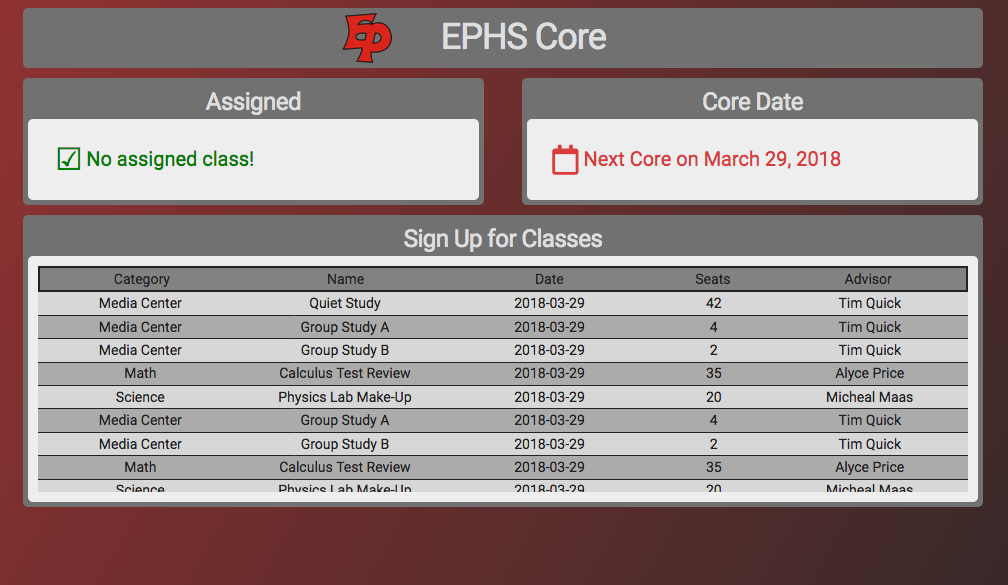 EP EPHS Core
Assigned
Core Date
No assigned class!
Next Core on March 29, 2018
Sign Up for Classes
Category Name Date Seats Advisor
Media Center Quiet Study 2018-03-29 42 Tim Quick
Media Center Group Study A 2018-03-29 4 Tim Quick
Media Center Group Study B 2018-03-29 2 Tim Quick
Math Calculus Test Review 2018-03-29 35 Alyce Price
Science Physics Lab Make-Up 2018-03-29 20 Micheal Maas
Media Center Group Study A 2018-03-29 4 Tim Quick
Media Center Group Study B 2018-03-29 2 Tim Quick
Math Calculus Test Review 2018-03-29 35 Alyce Price
Science Physics Lab Make-Up 2018-03-29 20 Micheal Maas